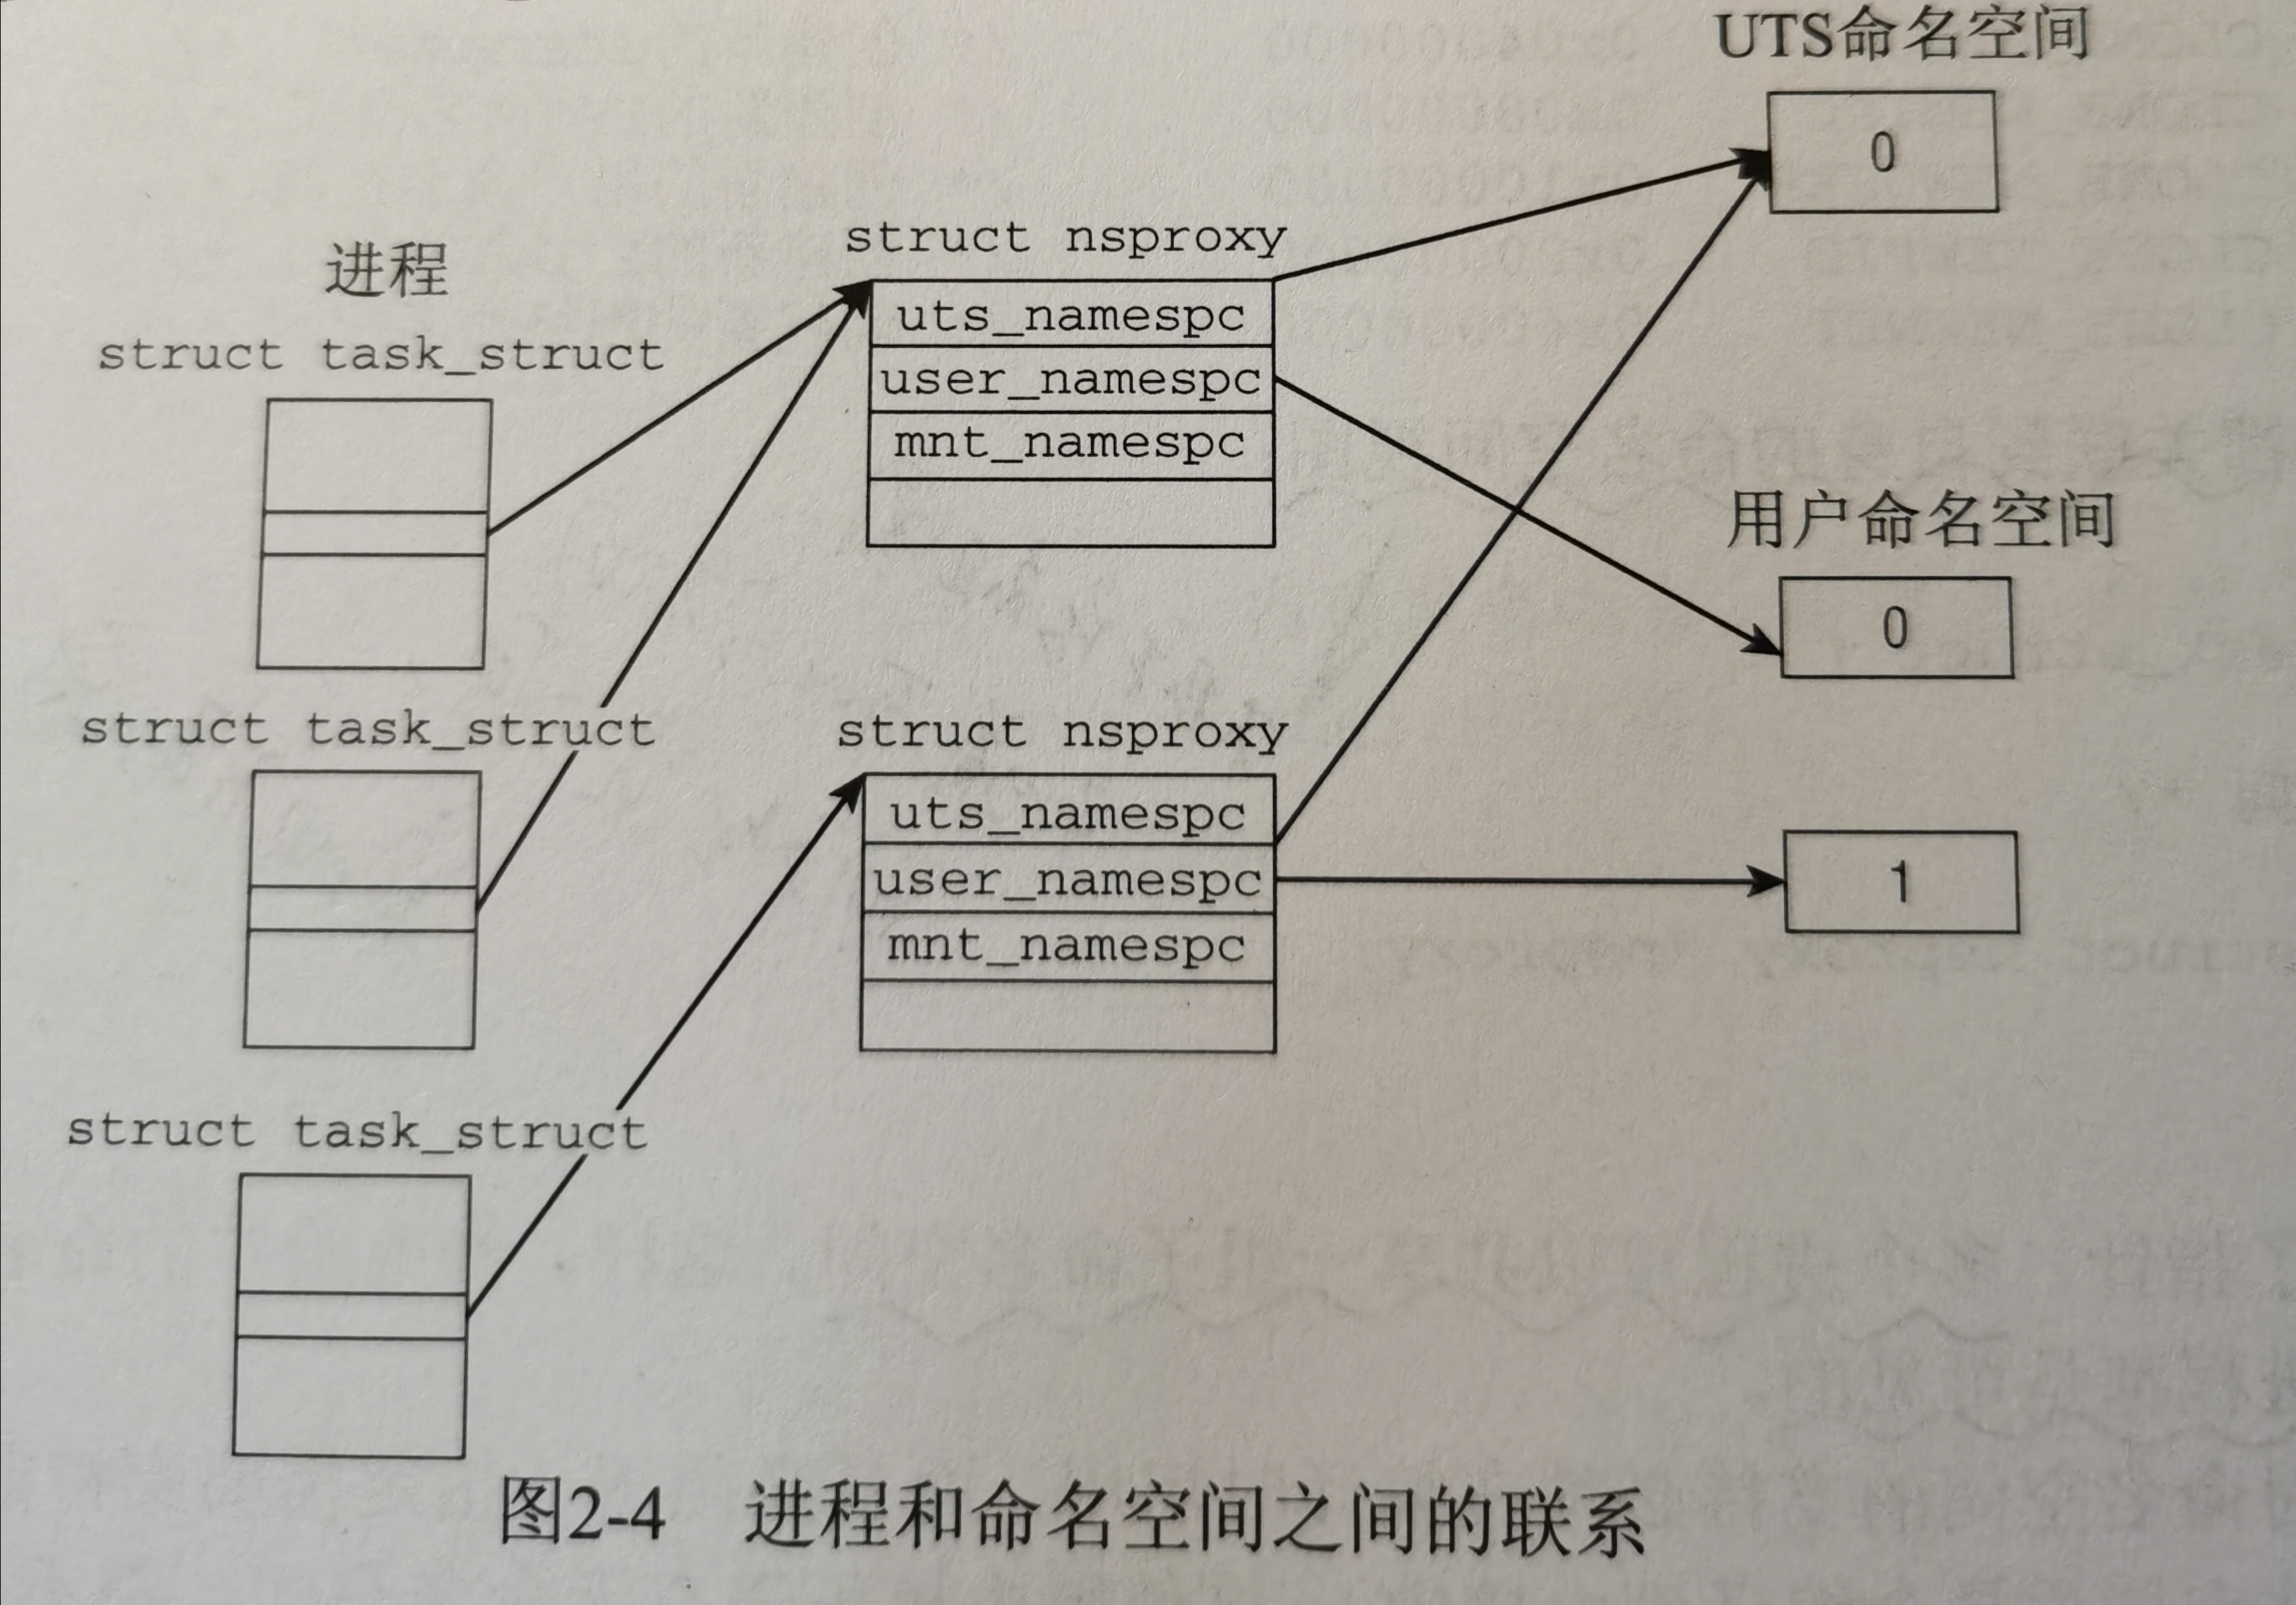 UTS命名空间
0
struct nsproxy
进程
uts_namespc
struct task_struct
user_namespc
mnt_namespc
用户命名空间
0
struct task_struct
struct nsproxy
uts_namespc
user_namespc
1
mnt_namespc
struct task_struct
图2-4 进程和命名空间之间的联系